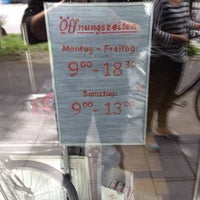 Öffnungszeiten
Montag - Freitag:
9⁰⁰ - 18³⁰
Samstag:
9⁰⁰ - 13⁰⁰